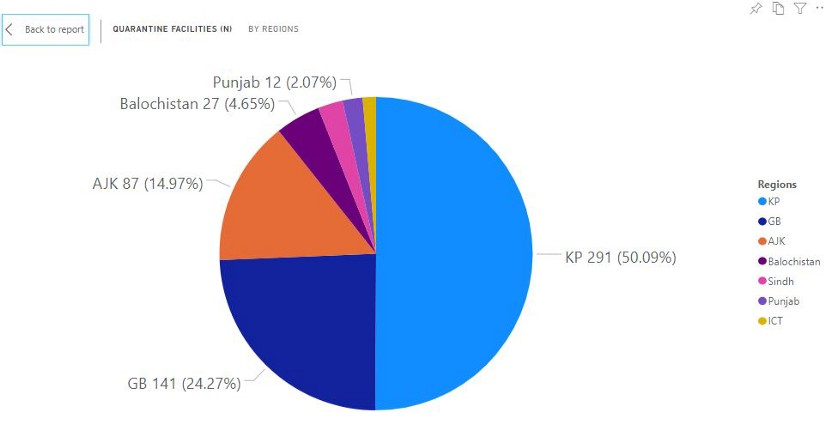 Back to report
QUARANTINE FACILITIES (N)
BY REGIONS
Punjab 12 (2.07%)
Balochistan 27 (4.65%)
AJK 87 (14.97%)
KP 291 (50.09%)
GB 141 (24.27%)
Regions
KP
GB
AJK
Balochistan
Sindh
Punjab
ICT